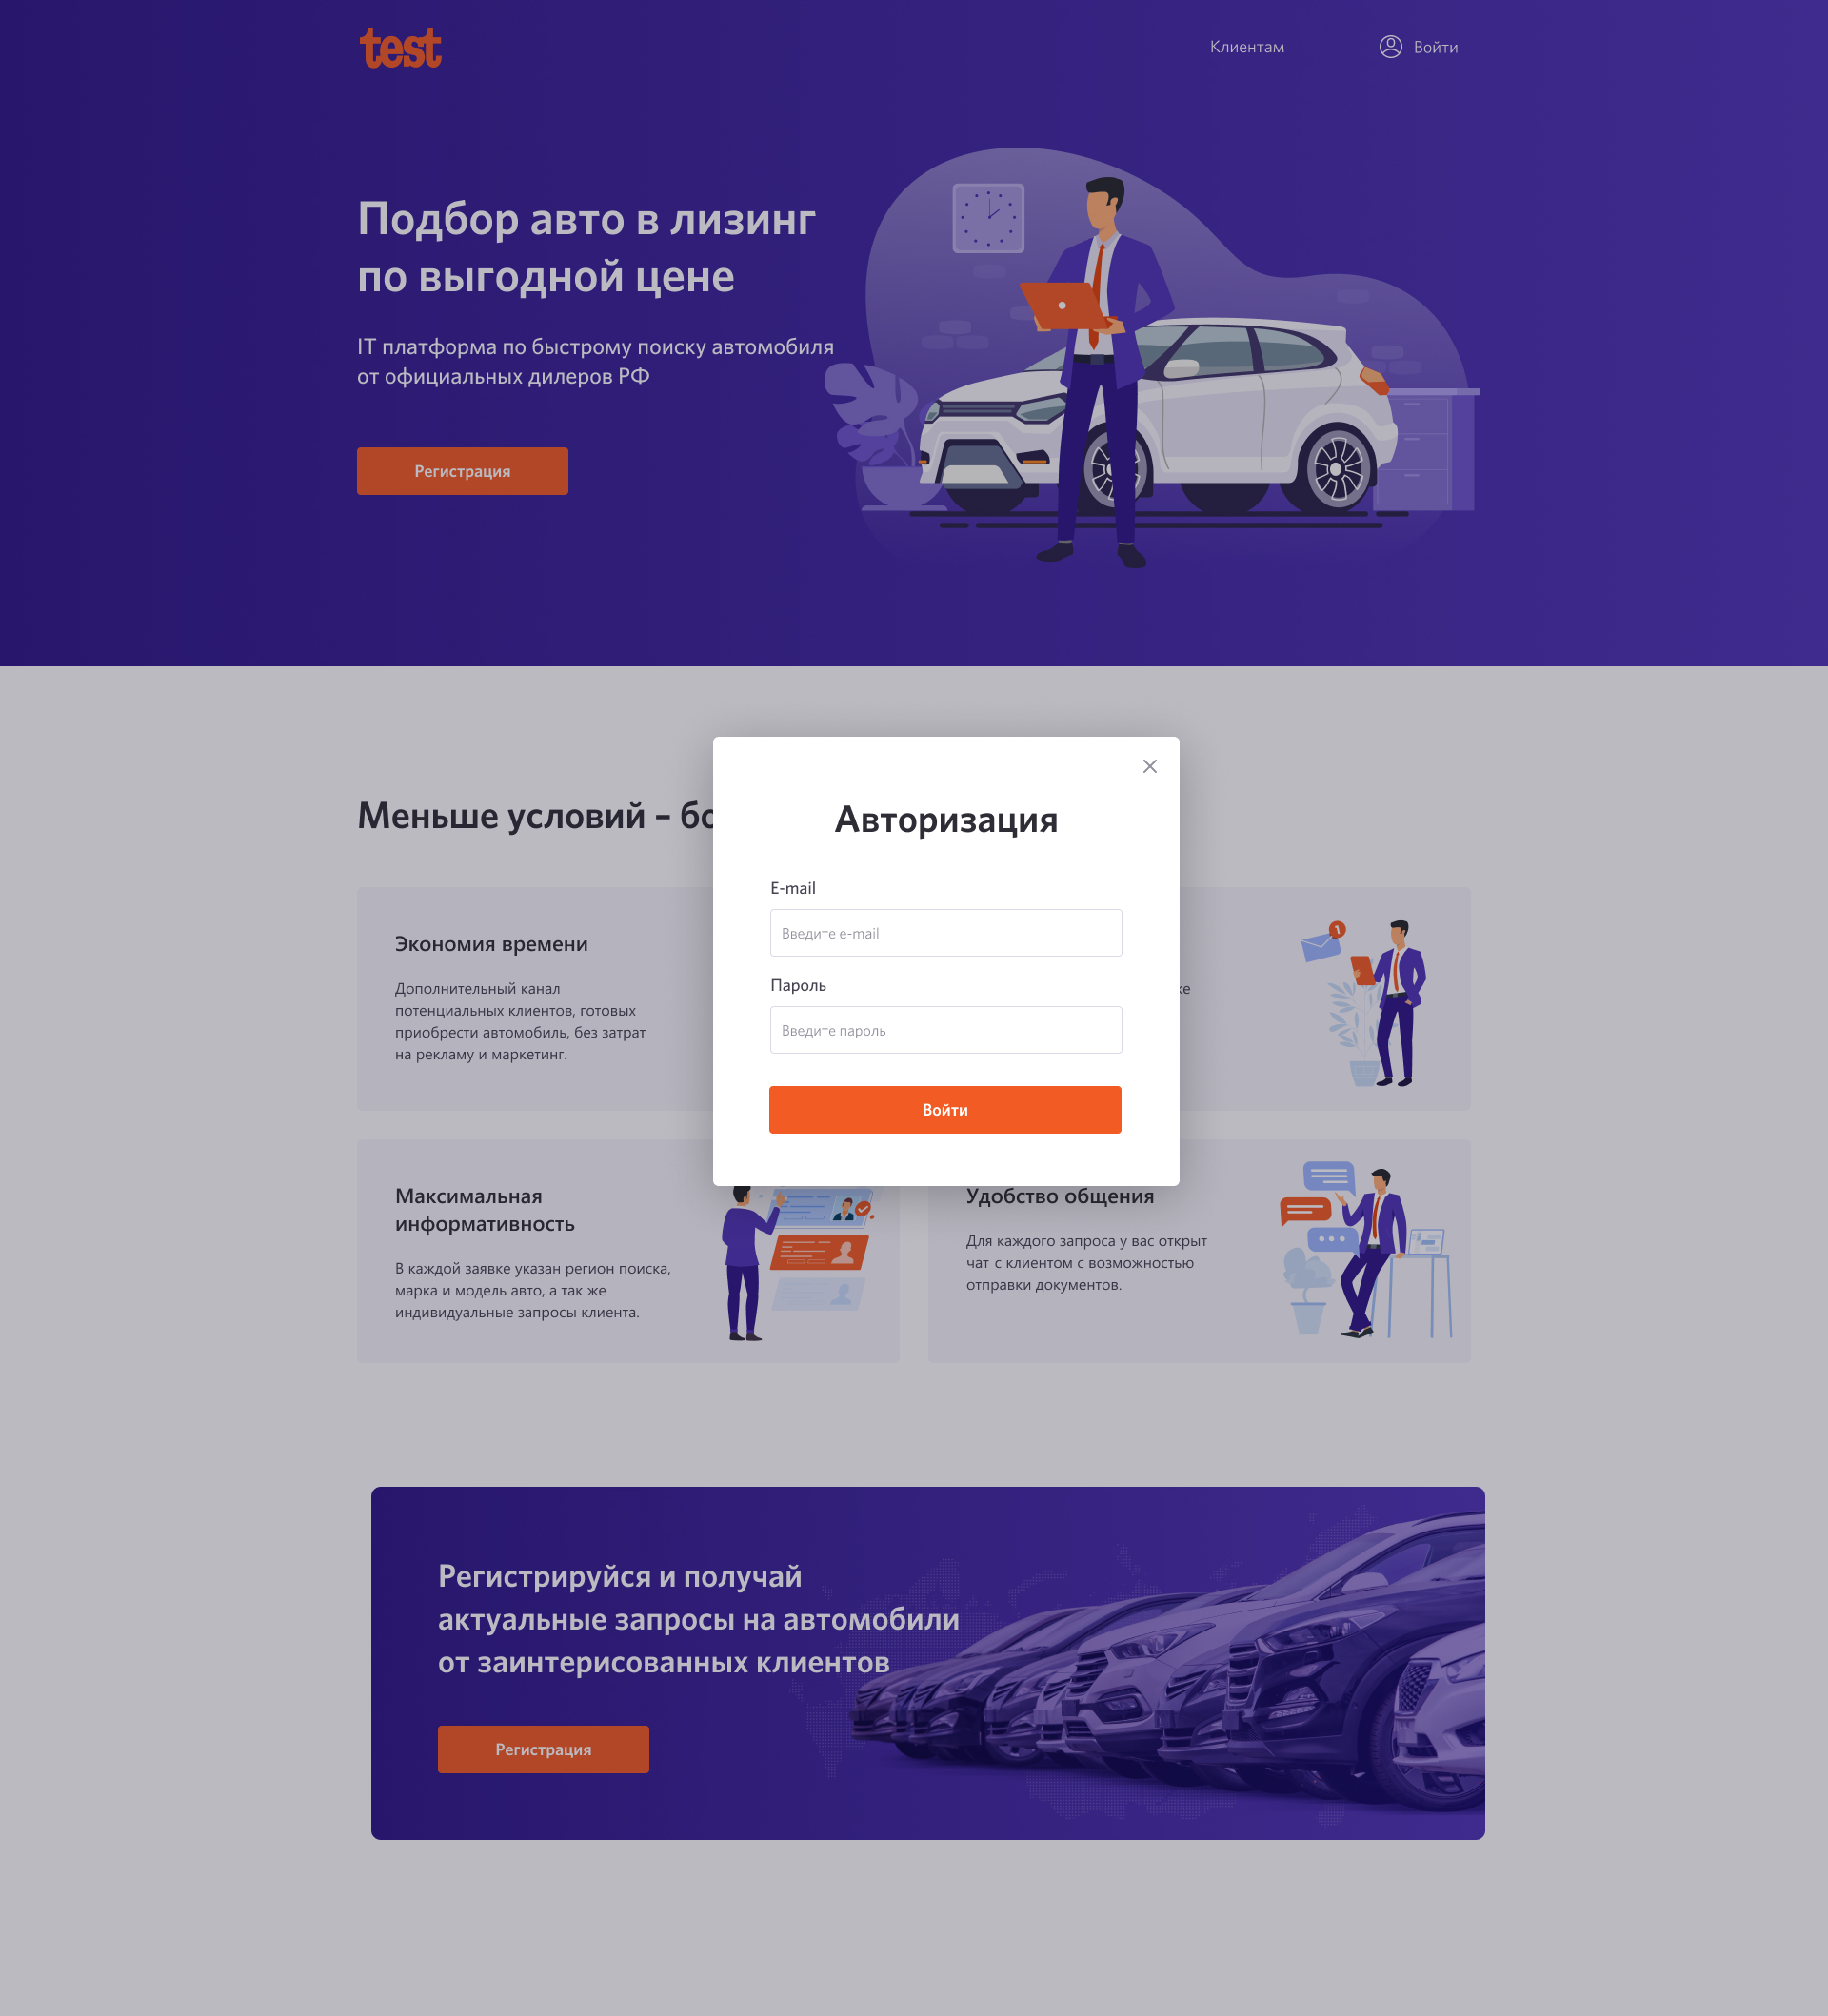 test
Клиентам
Войти
Подбор авто в лизинг
по выгодной цене
IT платформа по быстрому поиску автомобиля
от официальных дилеров РФ
Регистрация
Меньше условий –
Авторизация
E-mail
Введите e-mail
Пароль
Введите пароль
Войти
Экономия времени
Дополнительный канал
потенциальных клиентов, готовых
приобрести автомобиль, без затрат
на рекламу и маркетинг.
1
Максимальная
информативность
В каждой заявке указан регион поиска,
марка и модель авто, а так же
индивидуальные запросы клиента.
Удобство общения
Для каждого запроса у вас открыт
чат с клиентом с возможностью
отправки документов.
Регистрируйся и получай
актуальные запросы на автомобили
от заинтерисованных клиентов
Регистрация